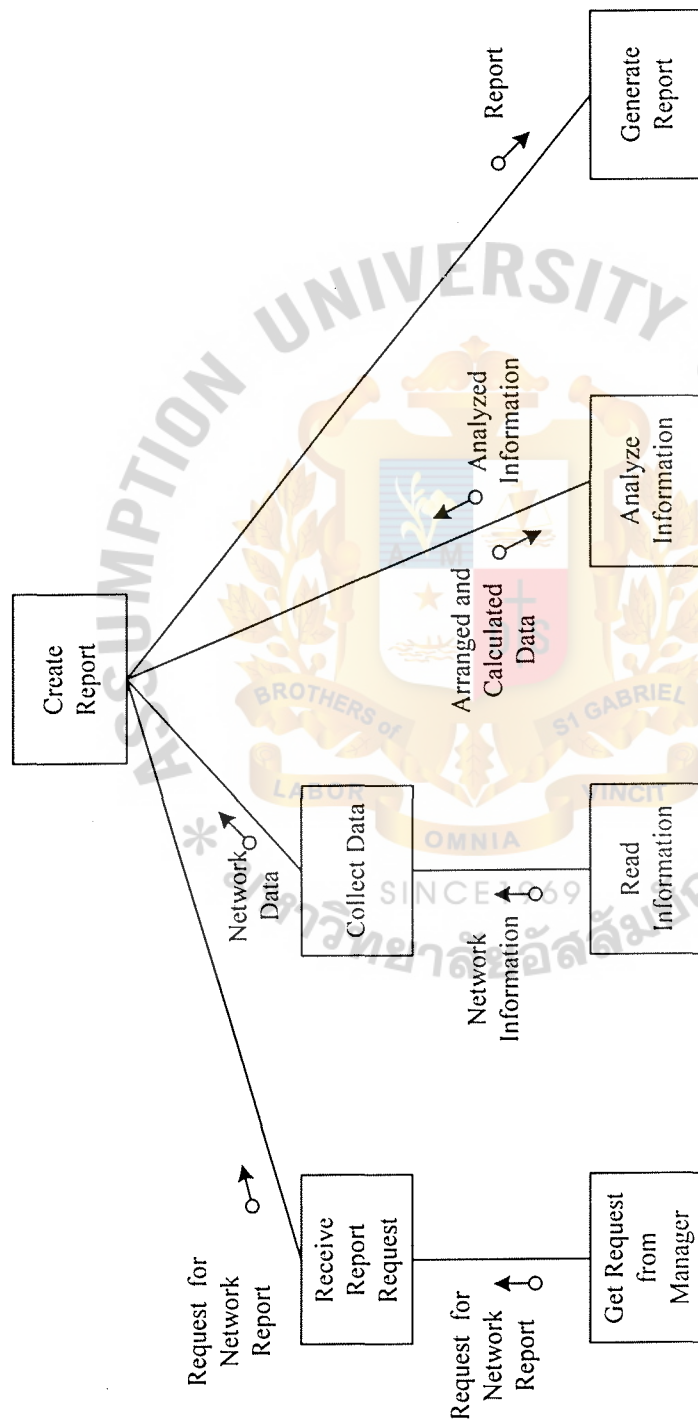 Create
Report
Request for
Network
Report
Network
Data
Arranged and
Calculated
Data
Analyzed
Information
Report
Receive
Report
Request
Collect Data
Request for
Network
Report
Network
Information
Get Request
from
Manager
Read
Information
Analyze
Information
Generate
Report
ASSUMPTION UNIVERSITY
BROTHERS of
ST GABRIEL
LABOR
OMNIA
VINCIT
SINCE 1969